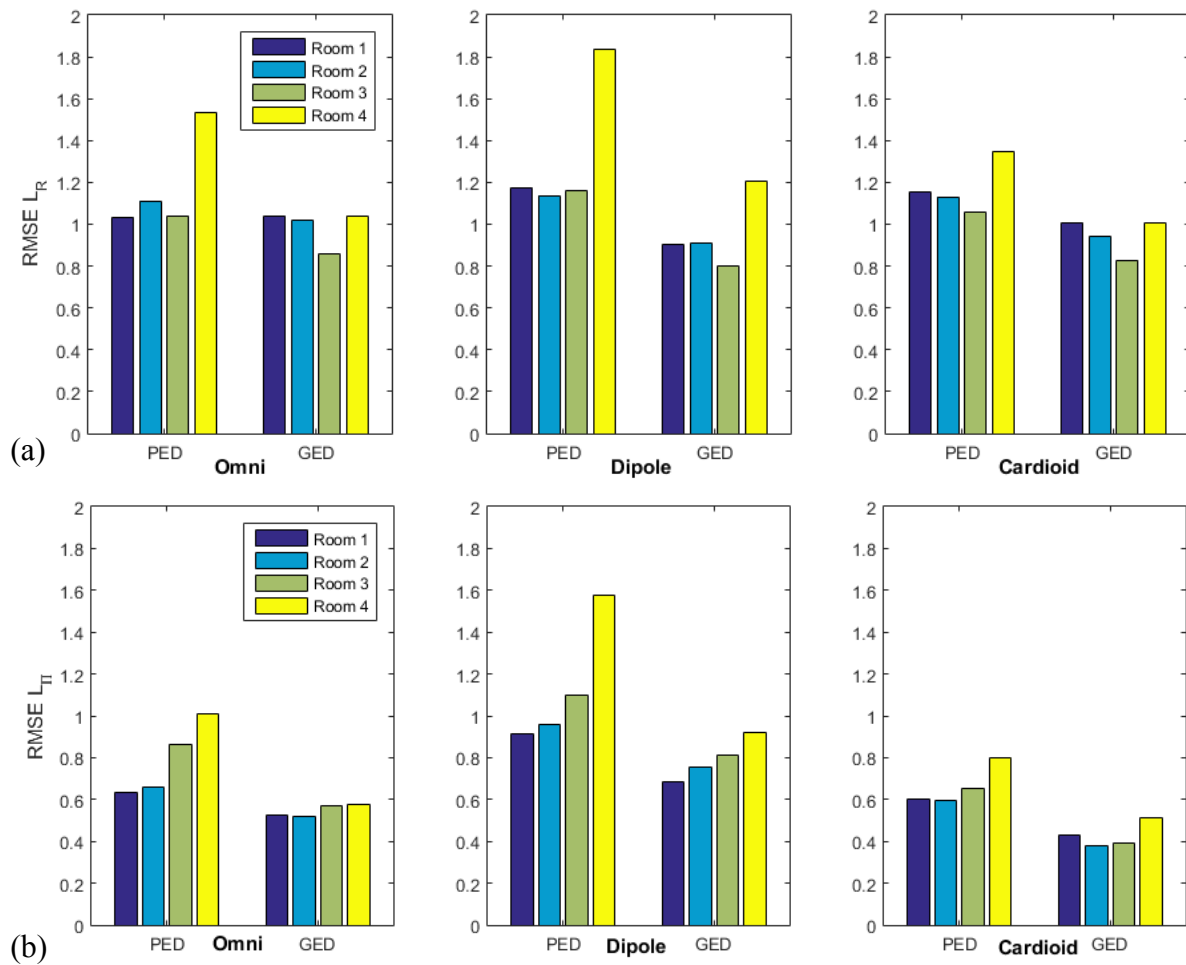 2
1.8
1.6
1.4
1.2
1
0.8
0.6
0.4
0.2
0
RMSE L_R
Room 1
Room 2
Room 3
Room 4
PED
GED
Omni
2
1.8
1.6
1.4
1.2
1
0.8
0.6
0.4
0.2
0
PED
GED
Dipole
2
1.8
1.6
1.4
1.2
1
0.8
0.6
0.4
0.2
0
PED
GED
Cardioid
(a)
2
1.8
1.6
1.4
1.2
1
0.8
0.6
0.4
0.2
0
RMSE L_Π
Room 1
Room 2
Room 3
Room 4
PED
Omni
GED
2
1.8
1.6
1.4
1.2
1
0.8
0.6
0.4
0.2
0
PED
Dipole
GED
2
1.8
1.6
1.4
1.2
1
0.8
0.6
0.4
0.2
0
PED
Cardioid
GED
(b)